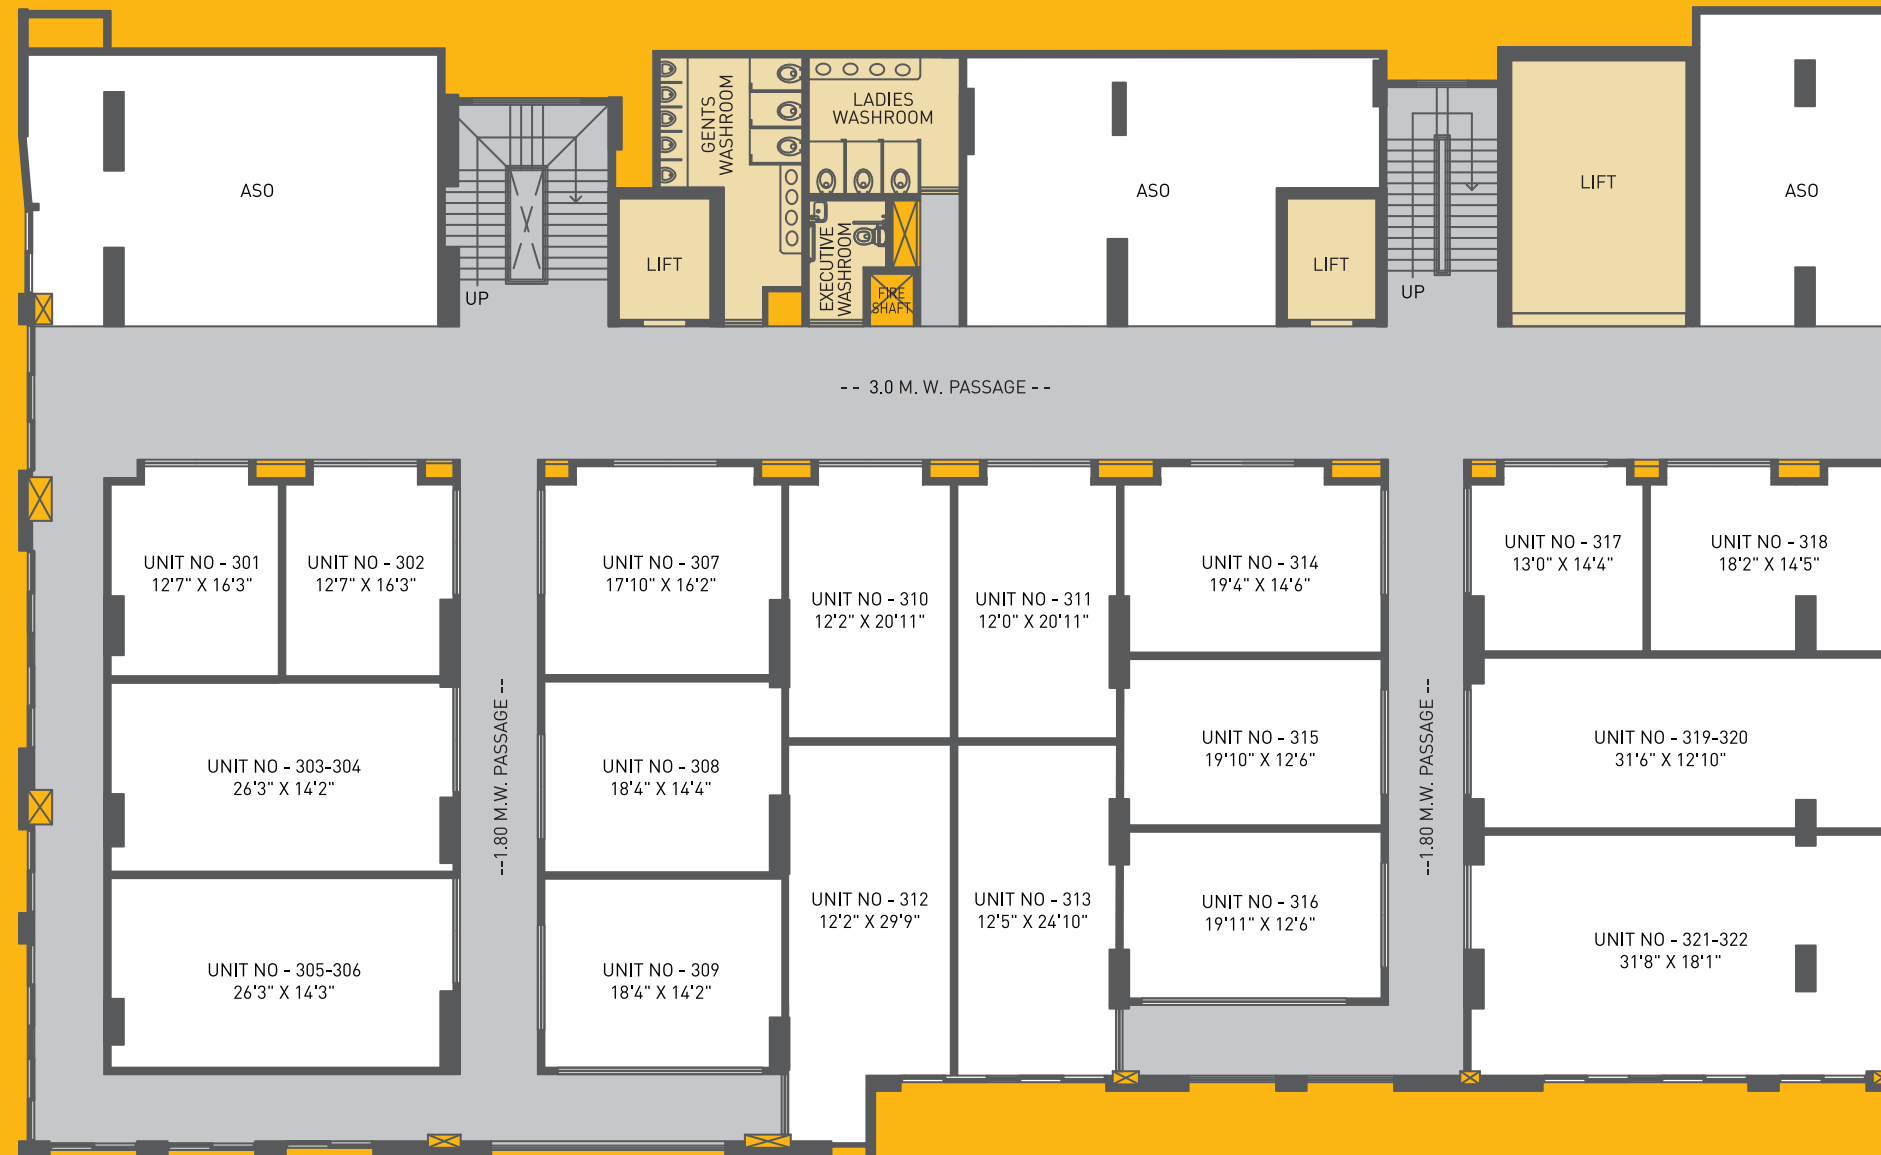 GENTS
WASHROOM
LADIES
WASHROOM
ASO
ASO
LIFT
ASO
EXECUTIVE
WASHROOM
LIFT
LIFT
FIRE
SHAFT
UP
UP
-- 3.0 M. W. PASSAGE --
UNIT NO - 301
12'7" X 16'3"
UNIT NO - 302
12'7" X 16'3"
UNIT NO - 307
17'10" X 16'2"
UNIT NO - 310
12'2" X 20'11"
UNIT NO - 311
12'0" X 20'11"
UNIT NO - 314
19'4" X 14'6"
UNIT NO - 317
13'0" X 14'4"
UNIT NO - 318
18'2" X 14'5"
UNIT NO - 303-304
26'3" X 14'2"
--1.80 M.W. PASSAGE --
UNIT NO - 308
18'4" X 14'4"
UNIT NO - 315
19'10" X 12'6"
--1.80 M.W. PASSAGE --
UNIT NO - 319-320
31'6" X 12'10"
UNIT NO - 305-306
26'3" X 14'3"
UNIT NO - 309
18'4" X 14'2"
UNIT NO - 312
12'2" X 29'9"
UNIT NO - 313
12'5" X 24'10"
UNIT NO - 316
19'11" X 12'6"
UNIT NO - 321-322
31'8" X 18'1"